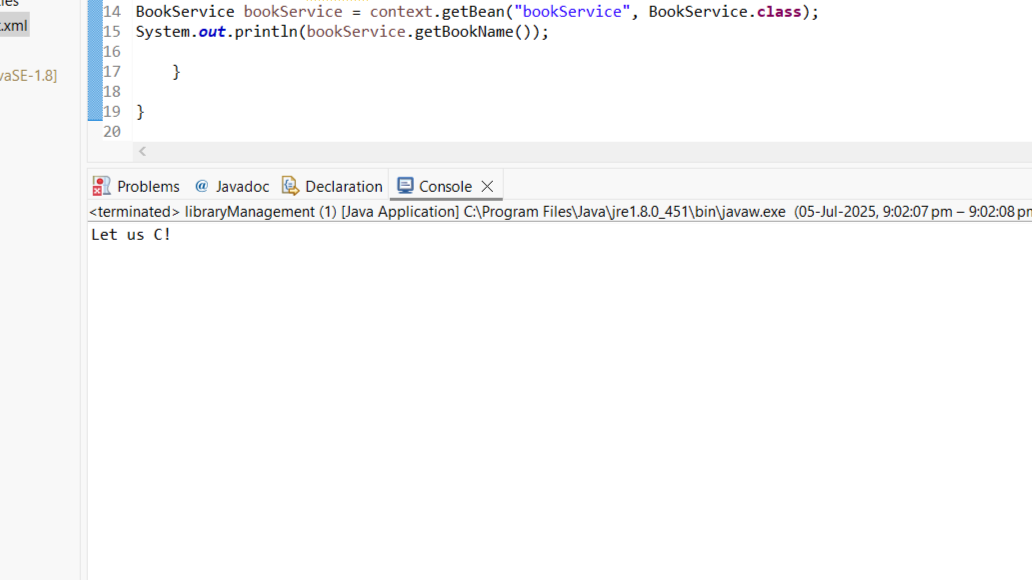 .xml
vaSE-1.8]
14 BookService bookService = context.getBean("bookService", BookService.class);
15 System.out.println(bookService.getBookName());
16
17 }
18
19 }
20
Problems @ Javadoc Declaration Console
<terminated> libraryManagement (1) [Java Application] C:\Program Files\Java\jre1.8.0_451\bin\javaw.exe (05-Jul-2025, 9:02:07 pm – 9:02:08 pm
Let us C!